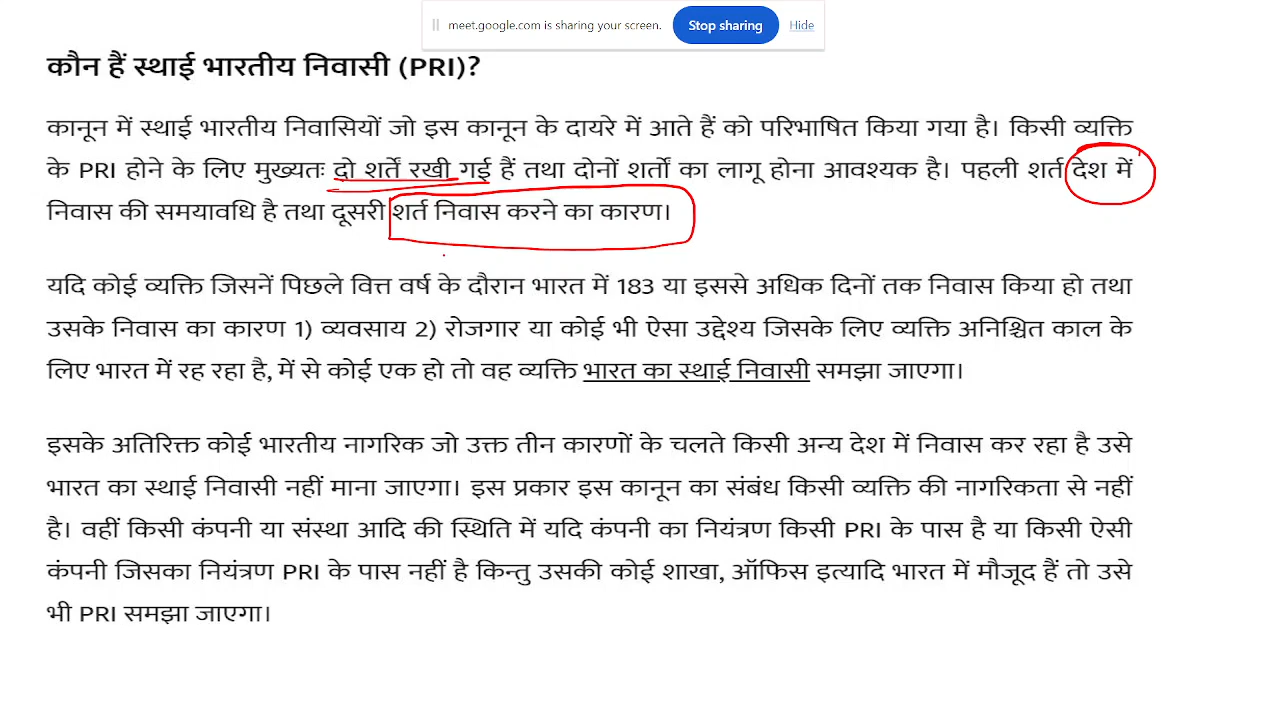 meet.google.com is sharing your screen. Stop sharing Hide
कौन हैं स्थाई भारतीय निवासी (PRI)?
कानून में स्थाई भारतीय निवासियों जो इस कानून के दायरे में आते हैं को परिभाषित किया गया है। किसी व्यक्ति
के PRI होने के लिए मुख्यतः दो शर्तें रखी गई हैं तथा दोनों शर्तों का लागू होना आवश्यक है। पहली शर्त देश में
निवास की समयावधि है तथा दूसरी शर्त निवास करने का कारण।
यदि कोई व्यक्ति जिसनें पिछले वित्त वर्ष के दौरान भारत में 183 या इससे अधिक दिनों तक निवास किया हो तथा
उसके निवास का कारण 1) व्यवसाय 2) रोजगार या कोई भी ऐसा उद्देश्य जिसके लिए व्यक्ति अनिश्चित काल के
लिए भारत में रह रहा है, में से कोई एक हो तो वह व्यक्ति भारत का स्थाई निवासी समझा जाएगा।
इसके अतिरिक्त कोई भारतीय नागरिक जो उक्त तीन कारणों के चलते किसी अन्य देश में निवास कर रहा है उसे
भारत का स्थाई निवासी नहीं माना जाएगा। इस प्रकार इस कानून का संबंध किसी व्यक्ति की नागरिकता से नहीं
है। वहीं किसी कंपनी या संस्था आदि की स्थिति में यदि कंपनी का नियंत्रण किसी PRI के पास है या किसी ऐसी
कंपनी जिसका नियंत्रण PRI के पास नहीं है किन्तु उसकी कोई शाखा, ऑफिस इत्यादि भारत में मौजूद हैं तो उसे
भी PRI समझा जाएगा।